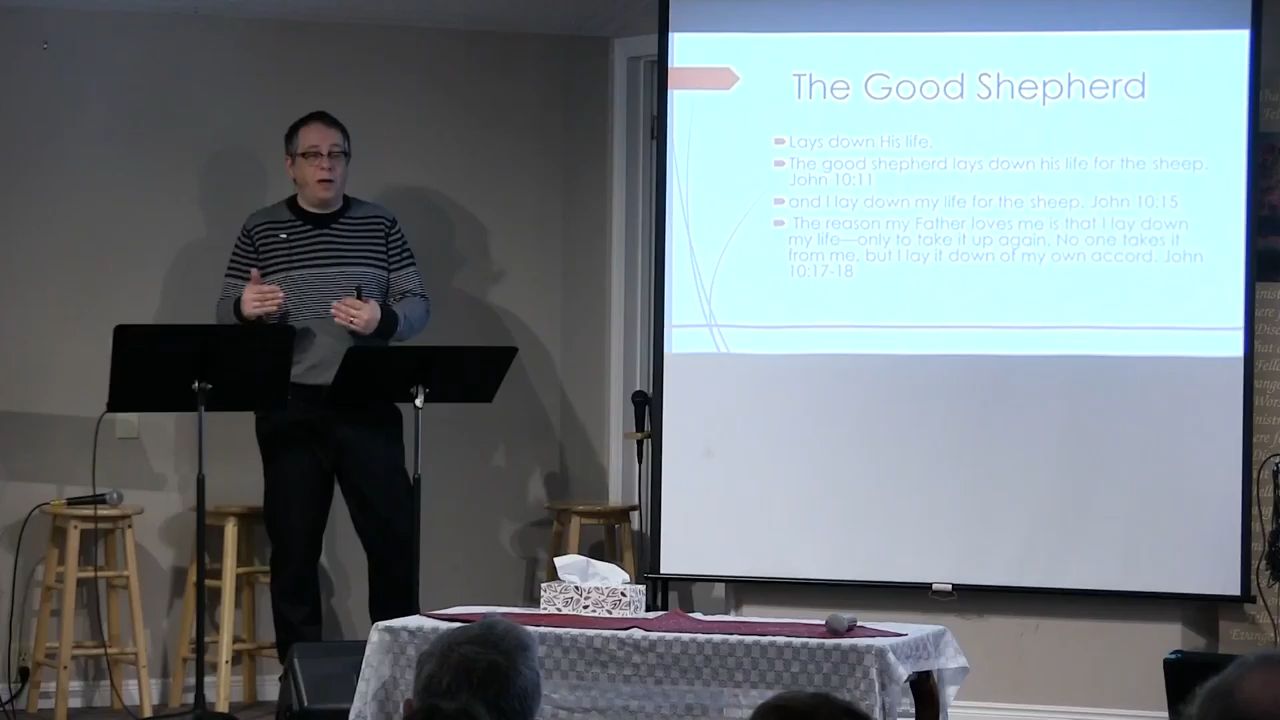 The Good Shepherd
Lays down His life.
The good shepherd lays down his life for the sheep.
John 10:11
and I lay down my life for the sheep. John 10:15
The reason my Father loves me is that I lay down
my life—only to take it up again. No one takes it
from me, but I lay it down of my own accord. John
10:17-18